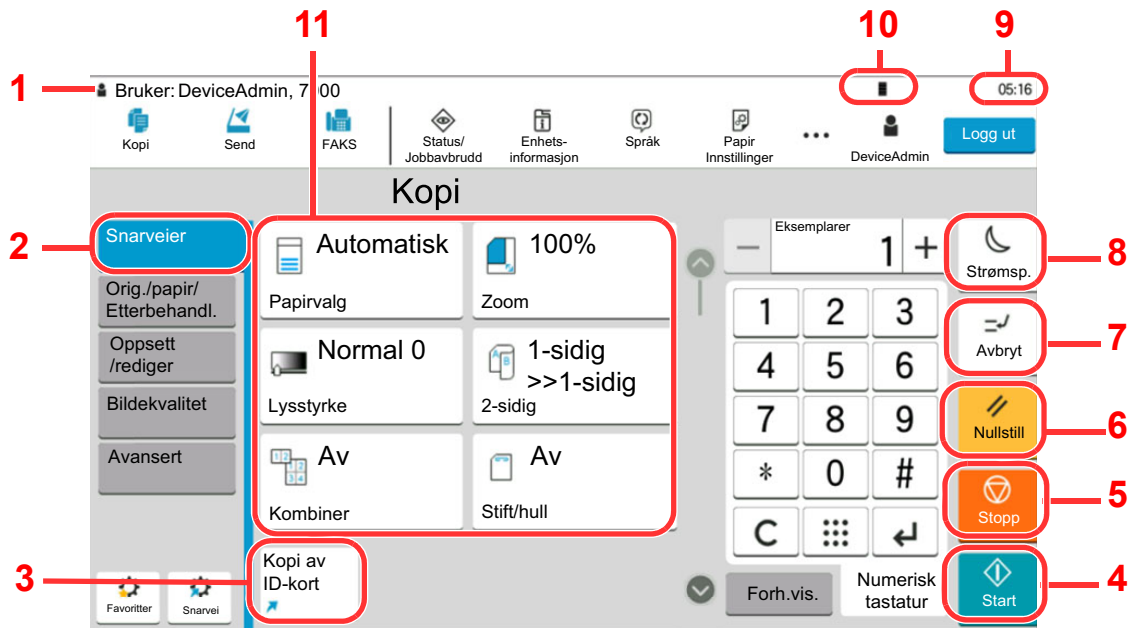 11
10
9
1
Bruker: DeviceAdmin, 7000
05:16
Kopi
Send
FAKS
Status/
Jobbavbrudd
Enhets-
informasjon
Språk
Papir
Innstillinger
DeviceAdmin
Logg ut
Kopi
2
Snarveier
Orig./papir/
Etterbehandl.
Oppsett
/rediger
Bildekvalitet
Avansert
Automatisk
Papirvalg
100%
Zoom
Normal 0
Lysstyrke
1-sidig
>>1-sidig
2-sidig
Av
Kombiner
Av
Stift/hull
3
Kopi av
ID-kort
Favoritter
Snarvei
Eksemplarer
− 1 +
1 2 3
4 5 6
7 8 9
* 0 #
C
Forh.vis.
Numerisk
tastatur
Strømsp.
8
Avbryt
7
Nullstill
6
Stopp
5
Start
4